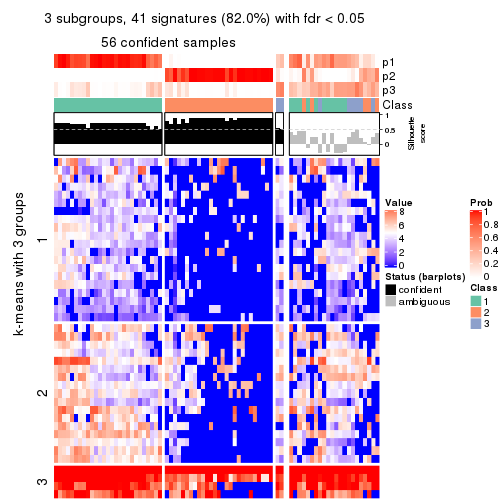 3 subgroups, 41 signatures (82.0%) with fdr < 0.05
56 confident samples
p1
p2
p3
Class
1
0.5
0
Silhouette
score
k-means with 3 groups
1
2
3
Value
8
6
4
2
0
Status (barplots)
confident
ambiguous
Prob
1
0.8
0.6
0.4
0.2
0
Class
1
2
3